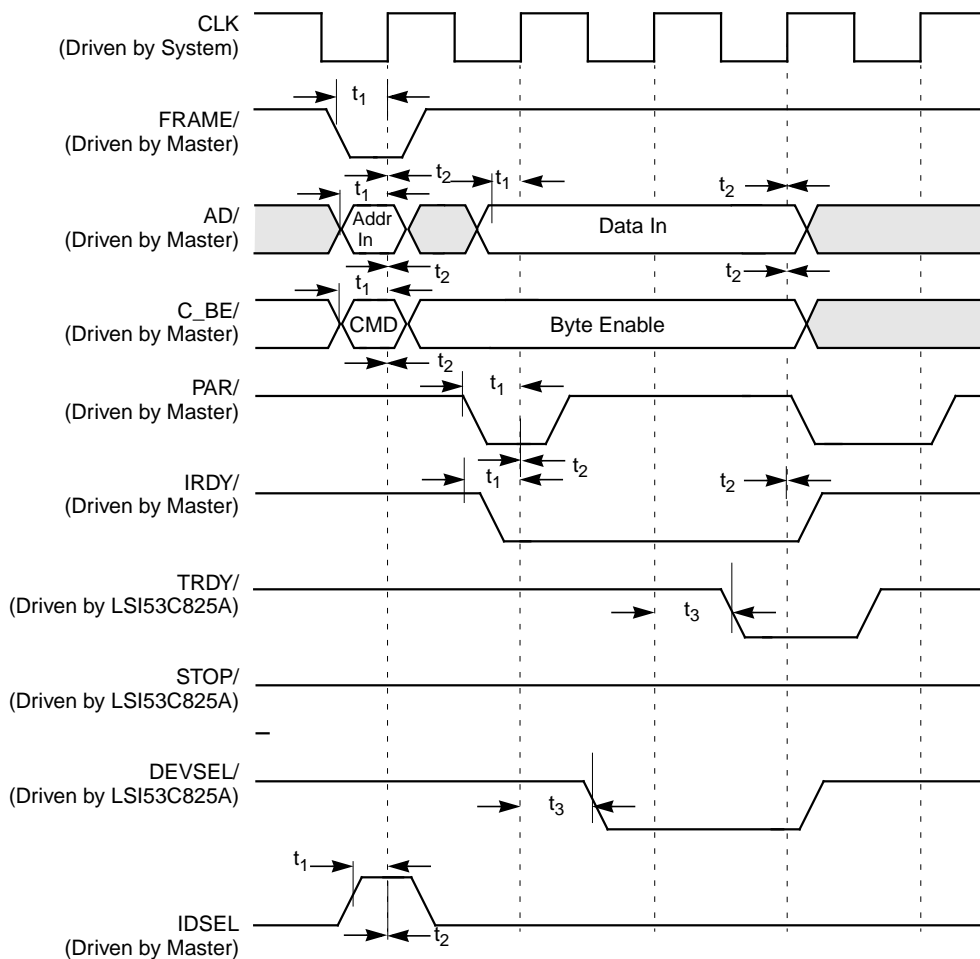 CLK
(Driven by System)
t1
FRAME/
(Driven by Master)
t2
t1
t1
t2
AD/
(Driven by Master)
Addr
In
Data In
t2
t1
t2
C_BE/
(Driven by Master)
CMD
Byte Enable
t2
t1
PAR/
(Driven by Master)
t2
t1
t2
IRDY/
(Driven by Master)
TRDY/
(Driven by LSI53C825A)
t3
STOP/
(Driven by LSI53C825A)
DEVSEL/
(Driven by LSI53C825A)
t3
t1
IDSEL
(Driven by Master)
t2